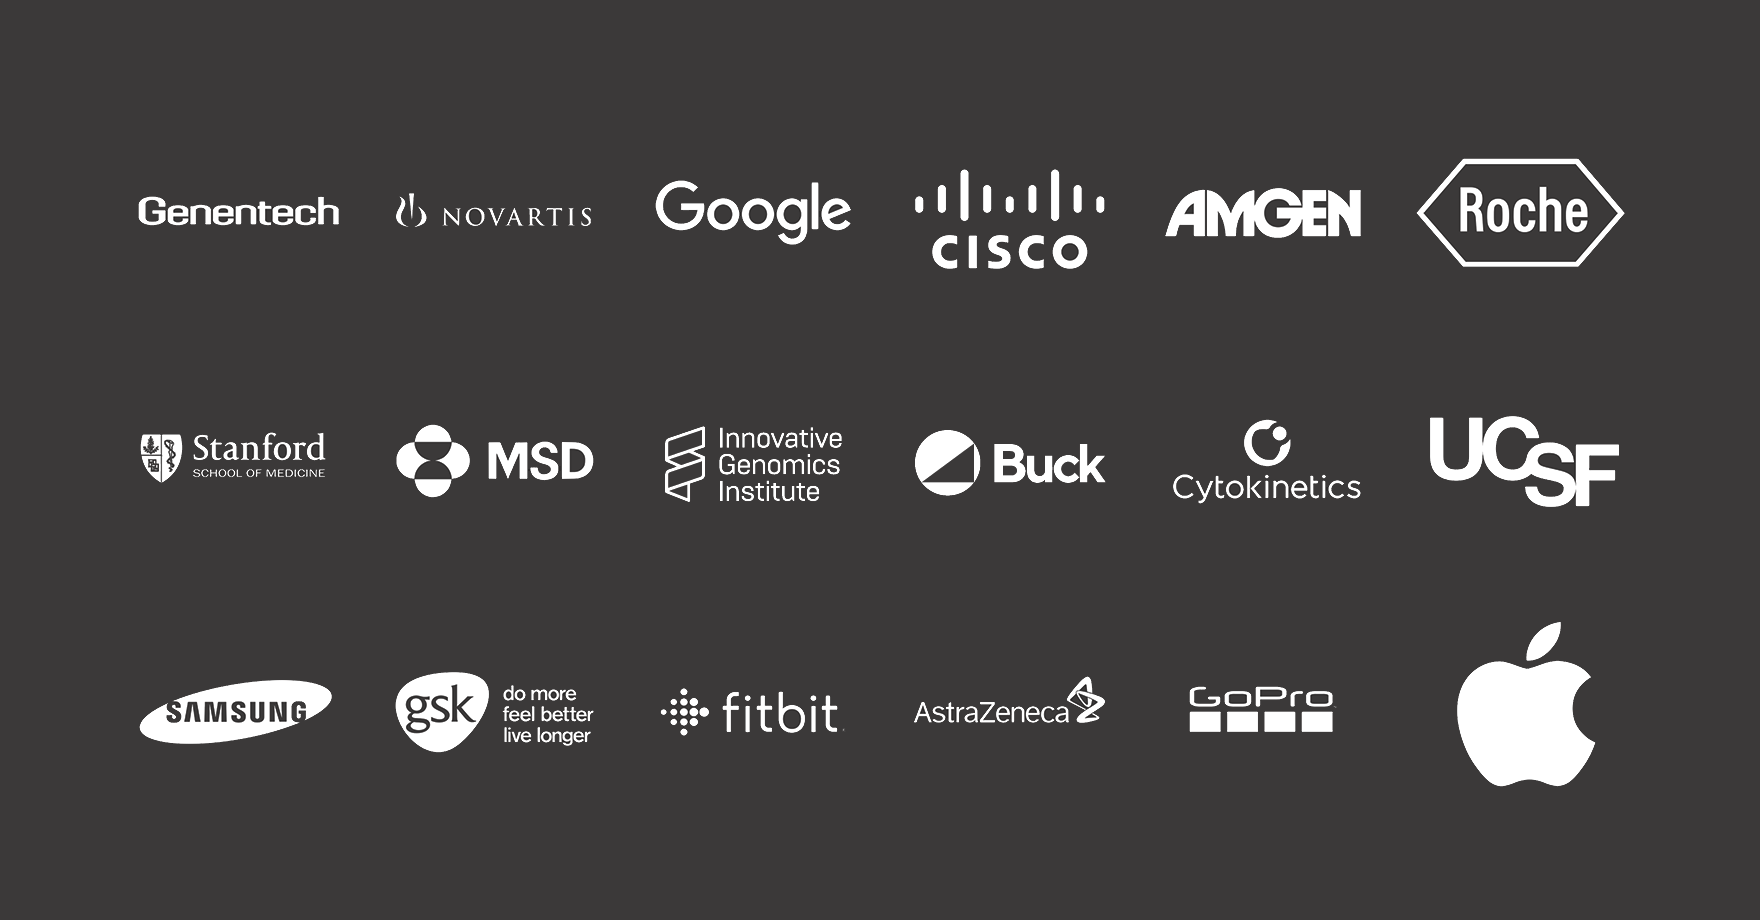 Genentech
NOVARTIS
Google
CISCO
AMGEN
Roche
Stanford
SCHOOL OF MEDICINE
MSD
Innovative
Genomics
Institute
Buck
Cytokinetics
UCSF
SAMSUNG
gsk
do more
feel better
live longer
fitbit
AstraZeneca
GoPro